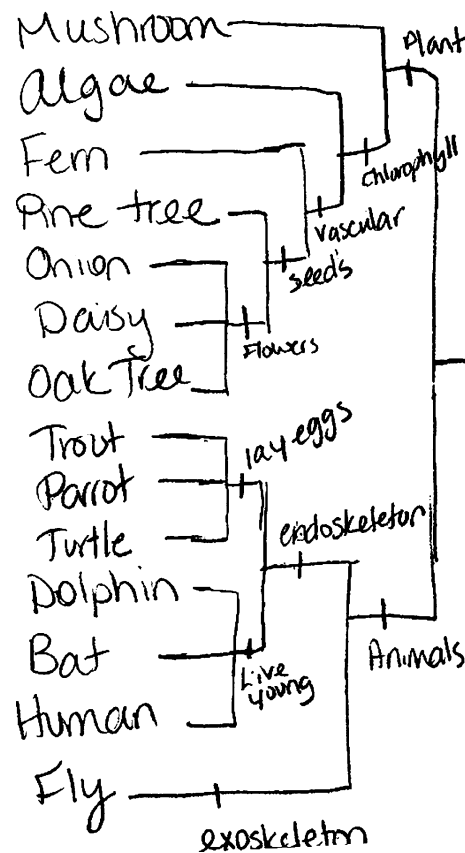 Mushroom
Plant
Algae
Chlorophyll
Fern
vascular
Pine tree
seeds
Onion
Daisy
Flowers
Oak Tree
Trout
lay eggs
Parrot
Turtle
endoskeleton
Dolphin
Bat
Live
young
Animals
Human
Fly
exoskeleton